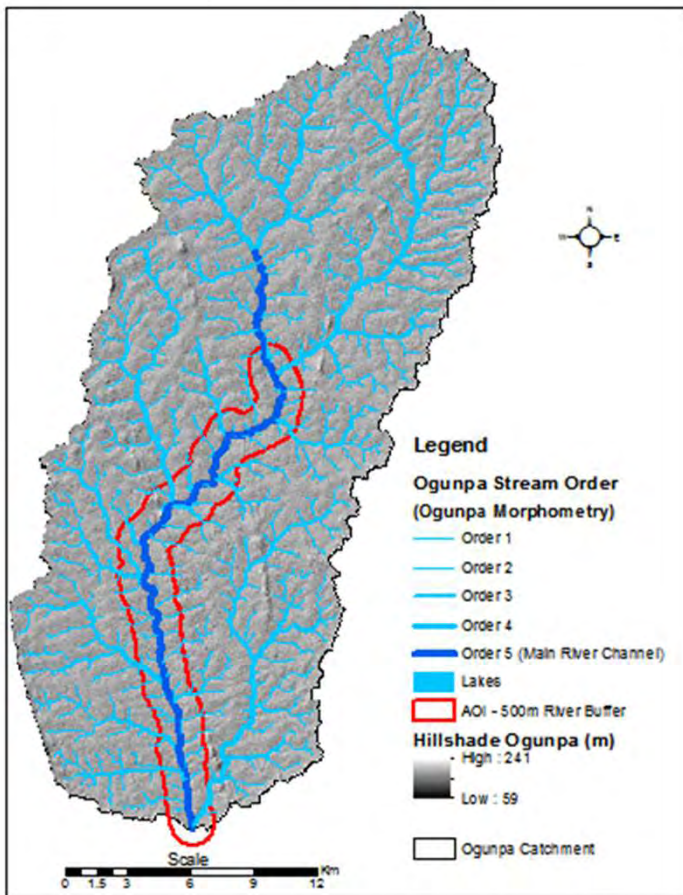 N
W E
S
Legend
Ogunpa Stream Order
(Ogunpa Morphometry)
Order 1
Order 2
Order 3
Order 4
Order 5 (Main River Channel)
Lakes
AOI - 500m River Buffer
Hillshade Ogunpa (m)
High : 241
Low : 59
Ogunpa Catchment
Scale
Km
0 1.5 3 6 9 12